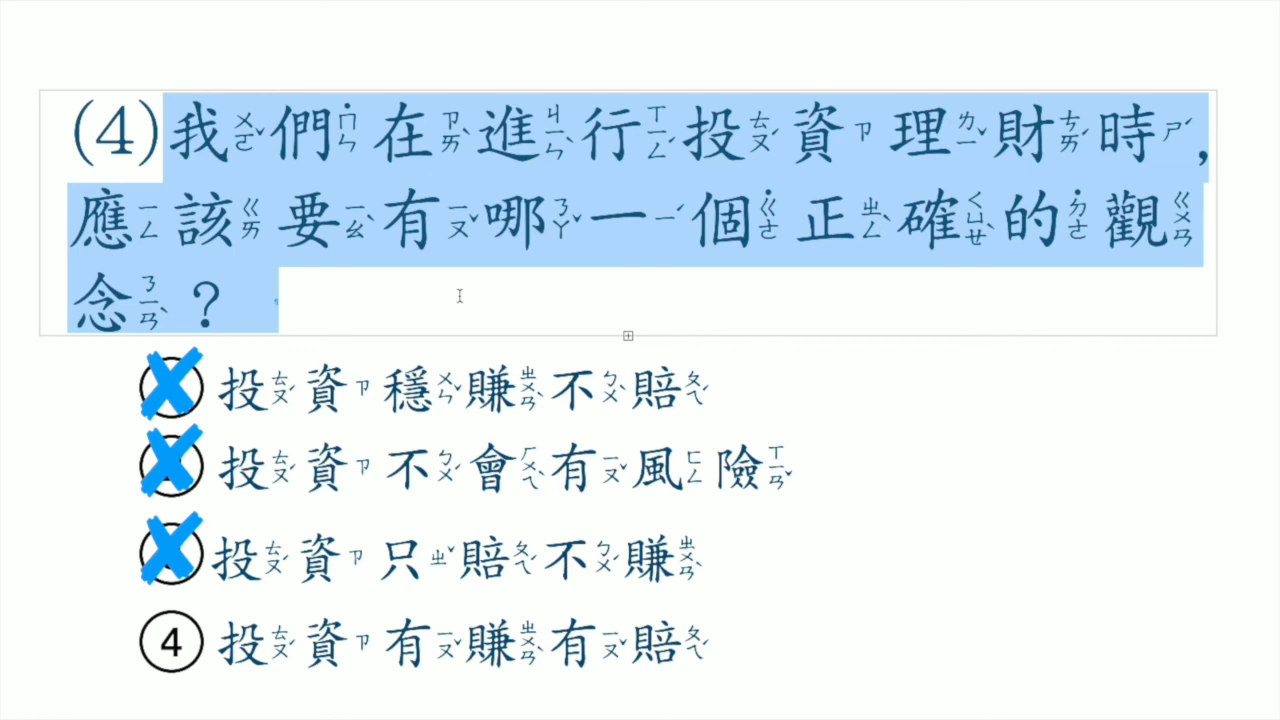 (4)我們在進行投資理財時，
應該要有哪一個正確的觀
念？
投資穩賺不賠
投資不會有風險
投資只賠不賺
④投資有賺有賠